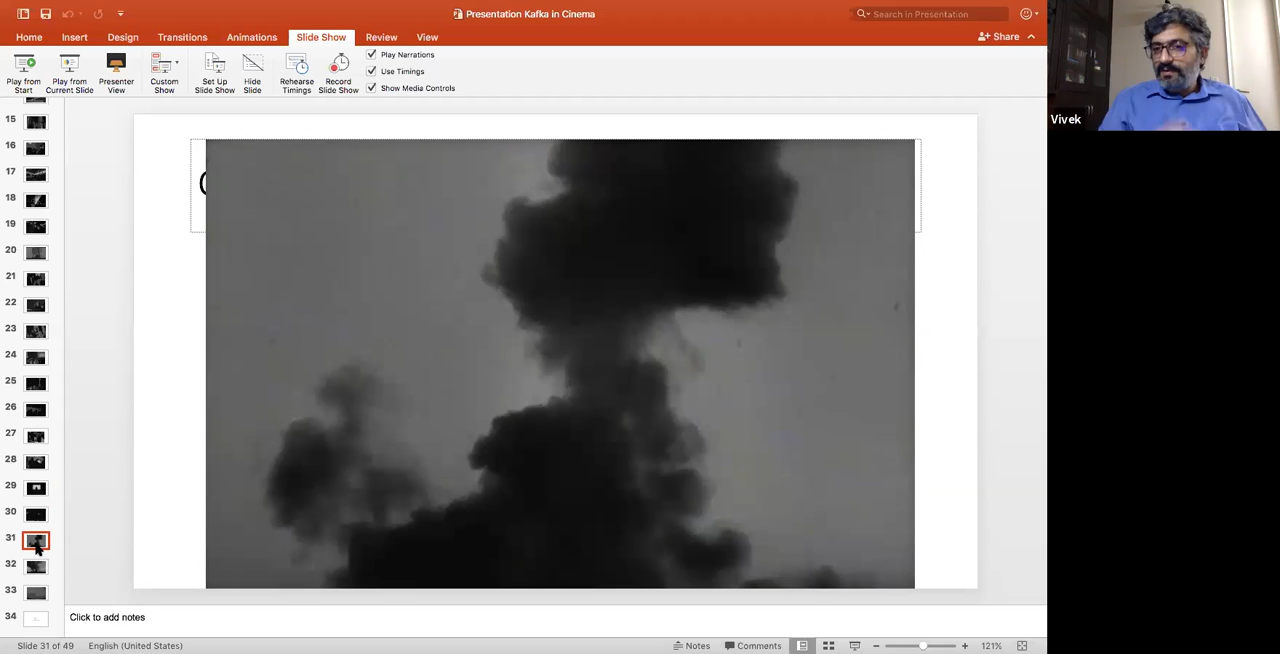 Presentation Kafka in Cinema
Search in Presentation
Home Insert Design Transitions Animations Slide Show Review View
Share
Play from Start
Play from Current Slide
Presenter View
Custom Show
Set Up Slide Show
Hide Slide
Rehearse Timings
Record Slide Show
Play Narrations
Use Timings
Show Media Controls
Vivek
15
16
17
18
19
20
21
22
23
24
25
26
27
28
29
30
31
32
33
34
Click to add notes
Slide 31 of 49 English (United States) Notes Comments 121%